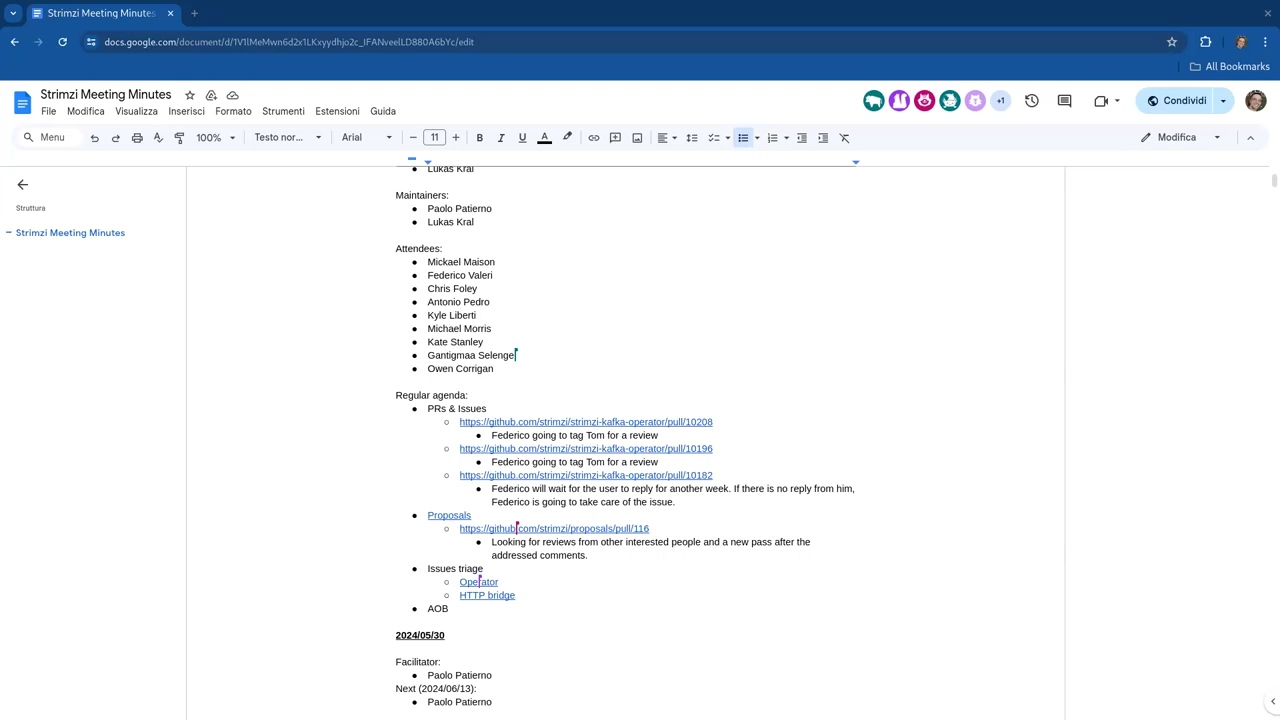 Strimzi Meeting Minutes
docs.google.com/document/d/1V1lMeMwn6d2x1LKxyydhjo2c_IFANveelLD880A6bYc/edit
All Bookmarks
Strimzi Meeting Minutes
File Modifica Visualizza Inserisci Formato Strumenti Estensioni Guida
+1
Condividi
Menu
100%
Testo nor...
Arial
11
Modifica
Struttura
Strimzi Meeting Minutes
Lukas Kral
Maintainers:
Paolo Patierno
Lukas Kral
Attendees:
Mickael Maison
Federico Valeri
Chris Foley
Antonio Pedro
Kyle Liberti
Michael Morris
Kate Stanley
Gantigmaa Selenge
Owen Corrigan
Regular agenda:
PRs & Issues
https://github.com/strimzi/strimzi-kafka-operator/pull/10208
Federico going to tag Tom for a review
https://github.com/strimzi/strimzi-kafka-operator/pull/10196
Federico going to tag Tom for a review
https://github.com/strimzi/strimzi-kafka-operator/pull/10182
Federico will wait for the user to reply for another week. If there is no reply from him,
Federico is going to take care of the issue.
Proposals
https://github.com/strimzi/proposals/pull/116
Looking for reviews from other interested people and a new pass after the
addressed comments.
Issues triage
Operator
HTTP bridge
AOB
2024/05/30
Facilitator:
Paolo Patierno
Next (2024/06/13):
Paolo Patierno